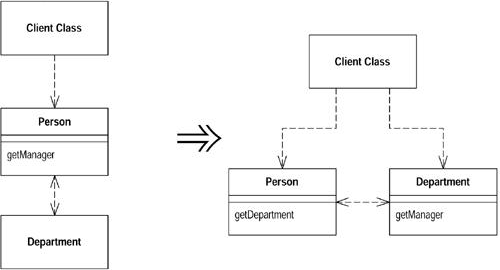 Client Class
Person
getManager
Department
Client Class
Person
getDepartment
Department
getManager